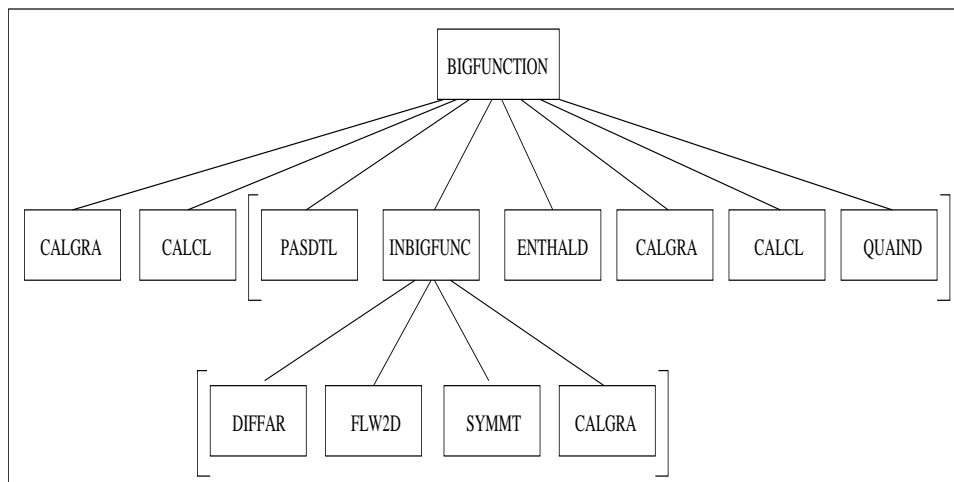 BIGFUNCTION
CALGRA CALCL PASDTL INBIGFUNC ENTHALD CALGRA CALCL QUAIND
DIFFAR FLW2D SYMMT CALGRA